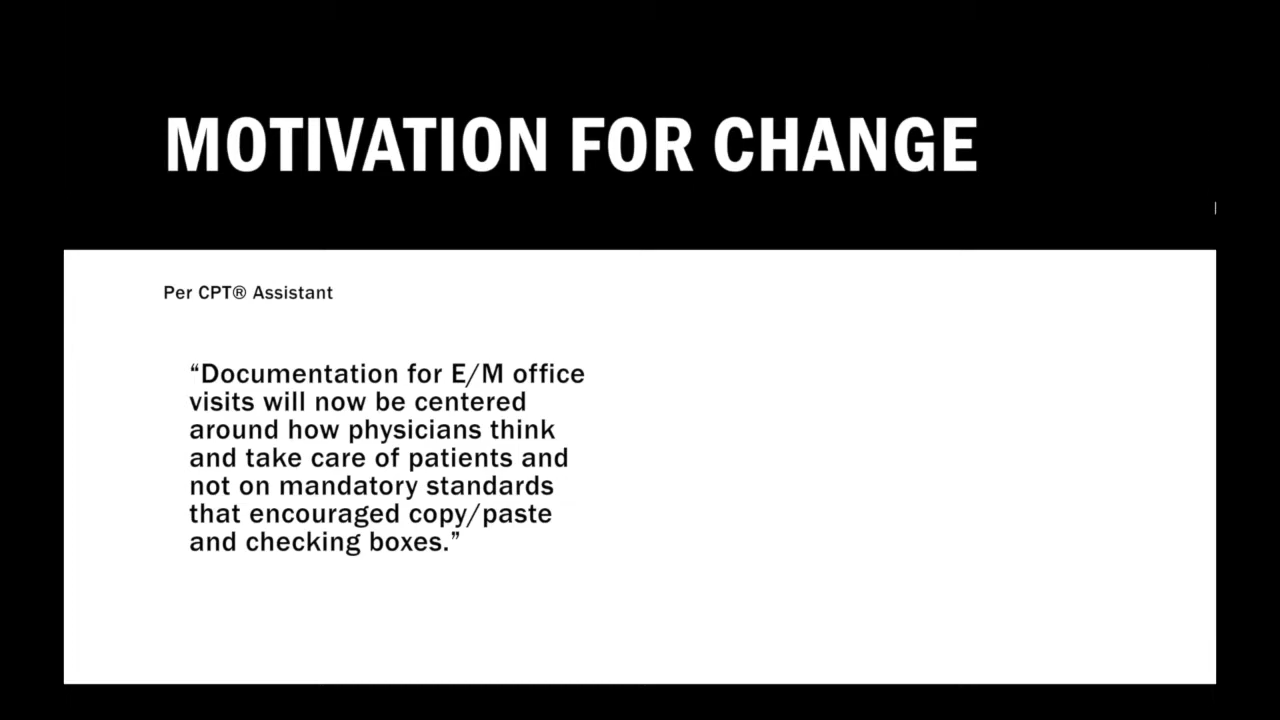 MOTIVATION FOR CHANGE
Per CPT® Assistant
“Documentation for E/M office
visits will now be centered
around how physicians think
and take care of patients and
not on mandatory standards
that encouraged copy/paste
and checking boxes.”